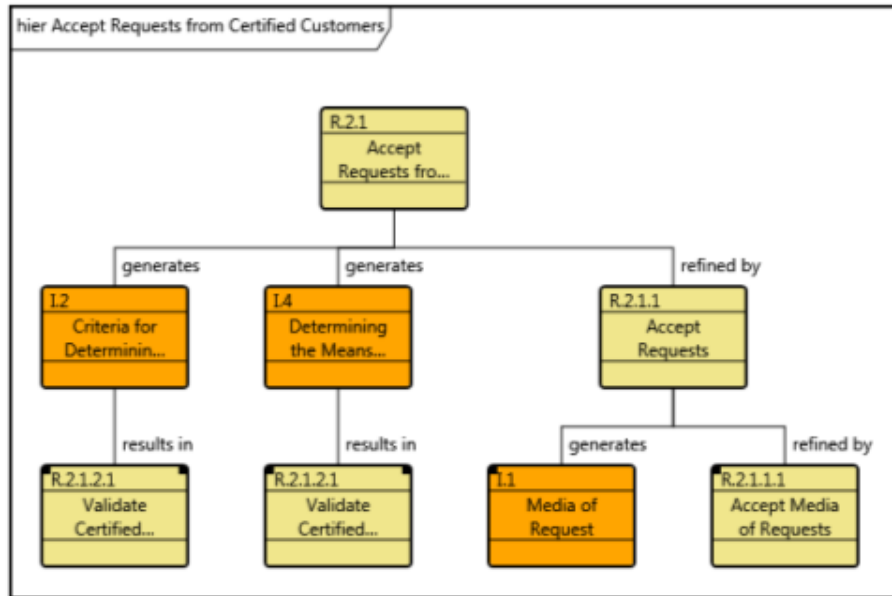 hier Accept Requests from Certified Customers
R.2.1
Accept
Requests fro...
generates
generates
refined by
I.2
Criteria for
Determinin...
I.4
Determining
the Means...
R.2.1.1
Accept
Requests
results in
results in
generates
refined by
R.2.1.2.1
Validate
Certified...
R.2.1.2.1
Validate
Certified...
I.1
Media of
Request
R.2.1.1.1
Accept Media
of Requests